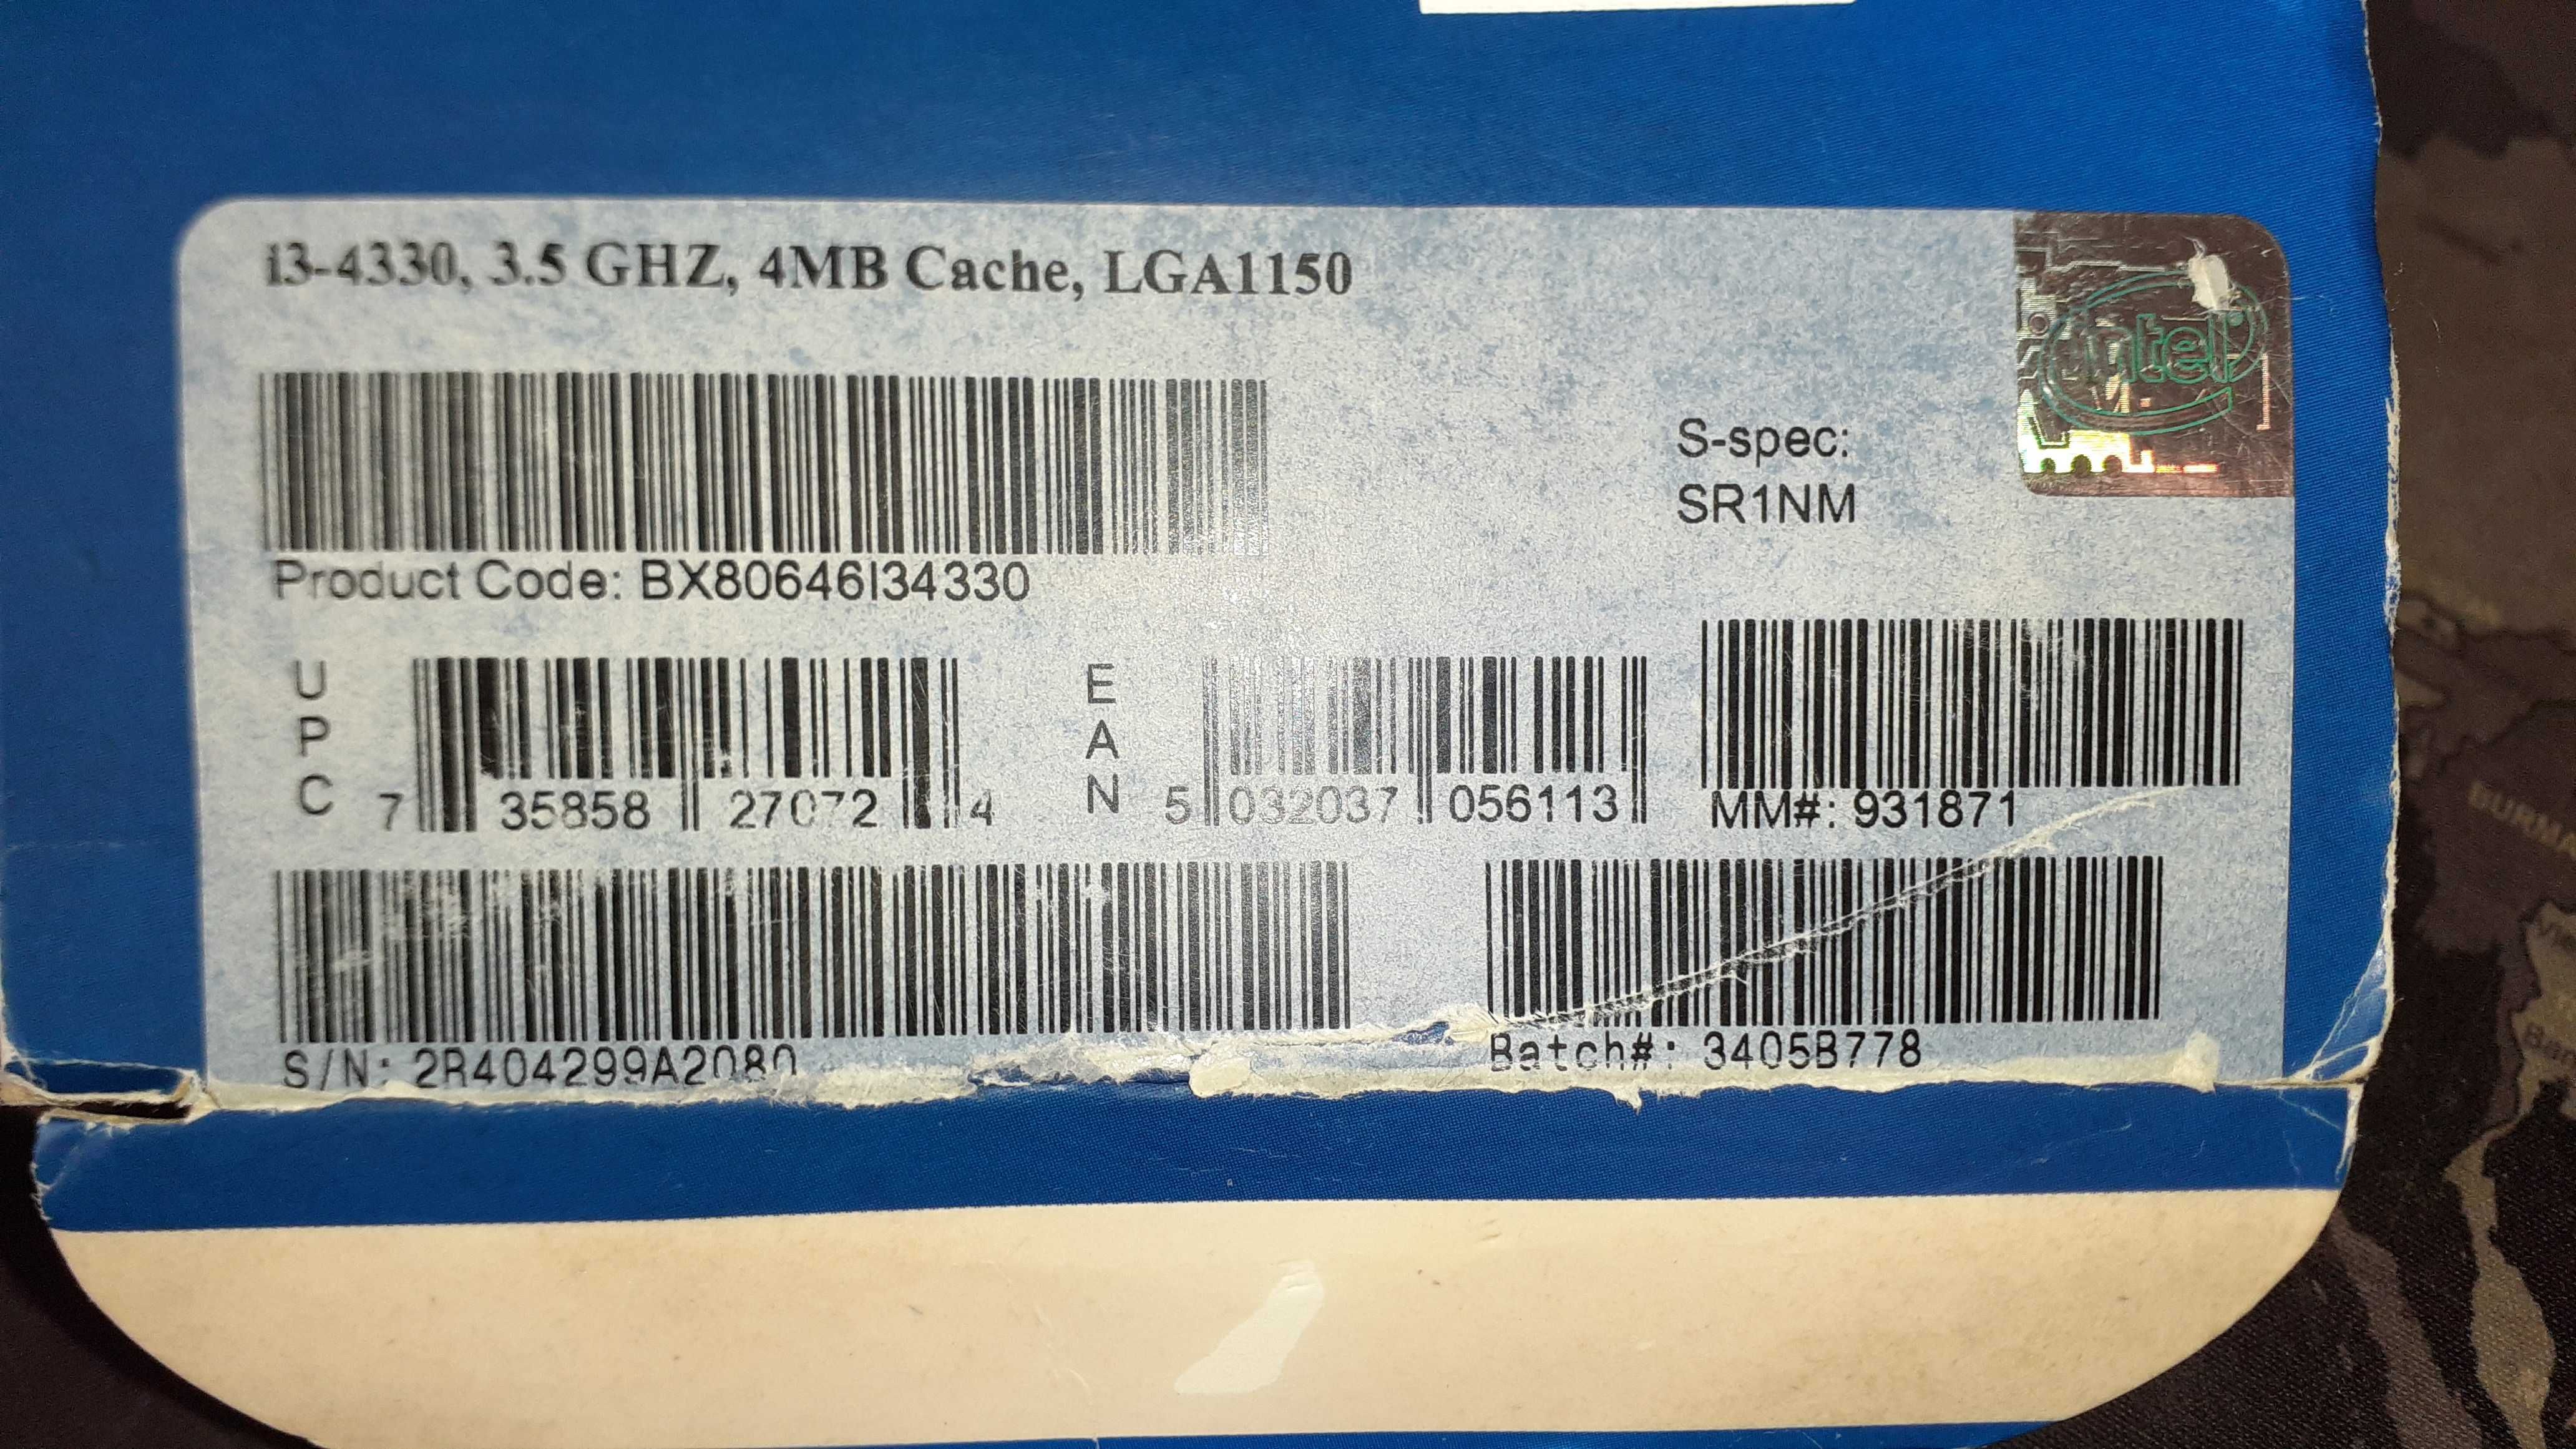 i3-4330, 3.5 GHZ, 4MB Cache, LGA1150
intel
S-spec:
SR1NM
Product Code: BX80646I34330
UPC 7 35858 27072 4
EAN 5 032037 056113
MM#: 931871
S/N: 2R404299A2080
Batch#: 3405B778
BURMA